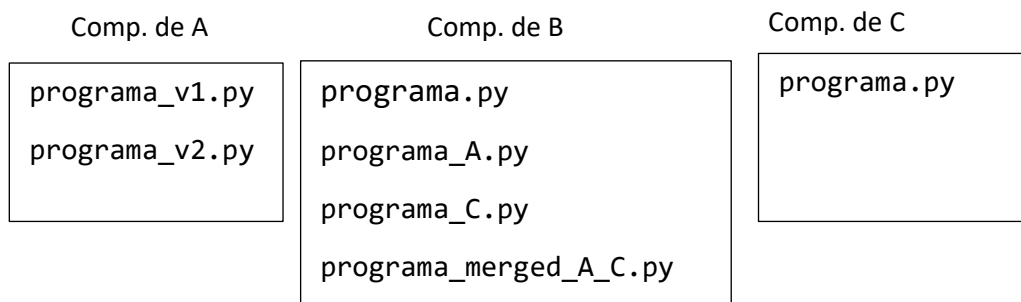 Comp. de A
programa_v1.py
programa_v2.py
Comp. de B
programa.py
programa_A.py
programa_C.py
programa_merged_A_C.py
Comp. de C
programa.py